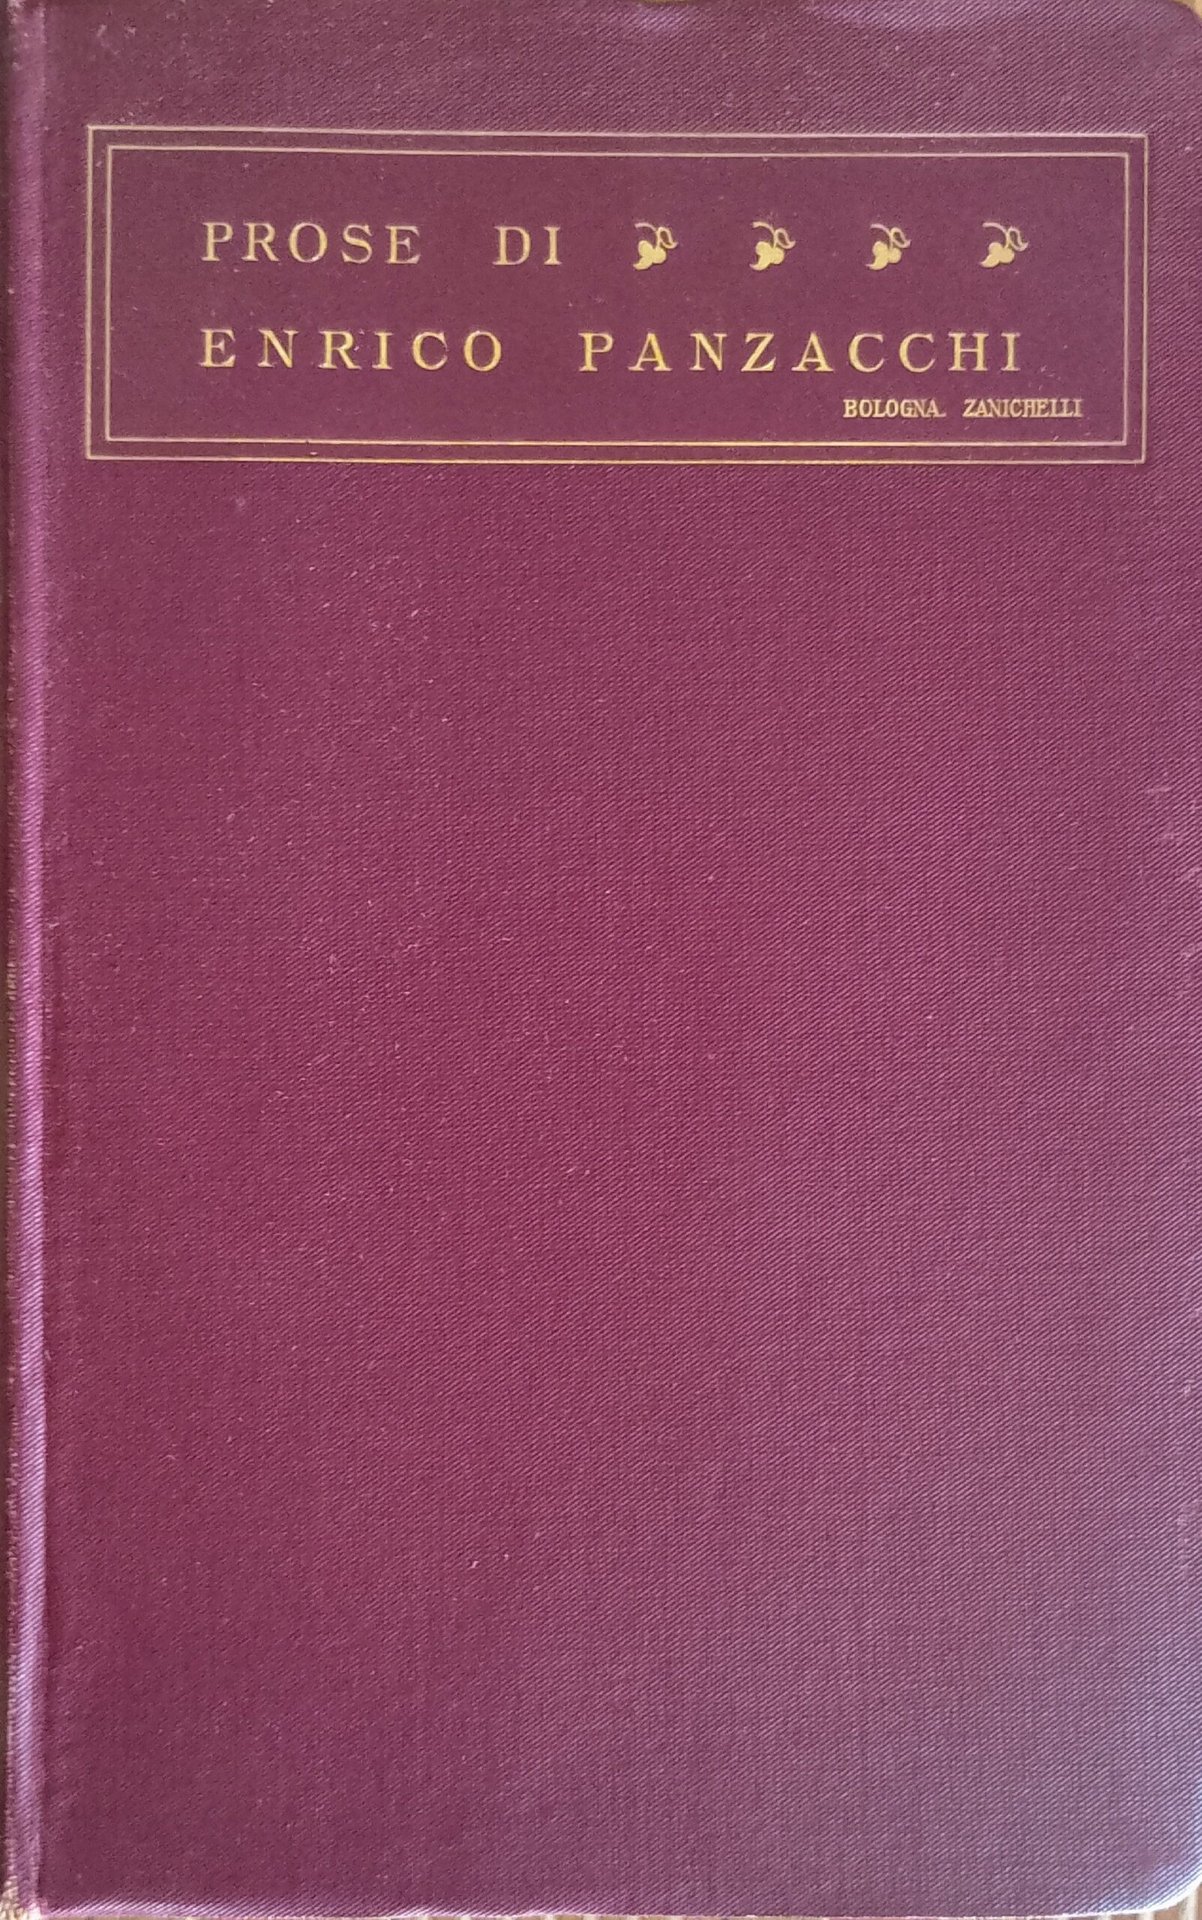 PROSE DI
ENRICO PANZACCHI
BOLOGNA. ZANICHELLI